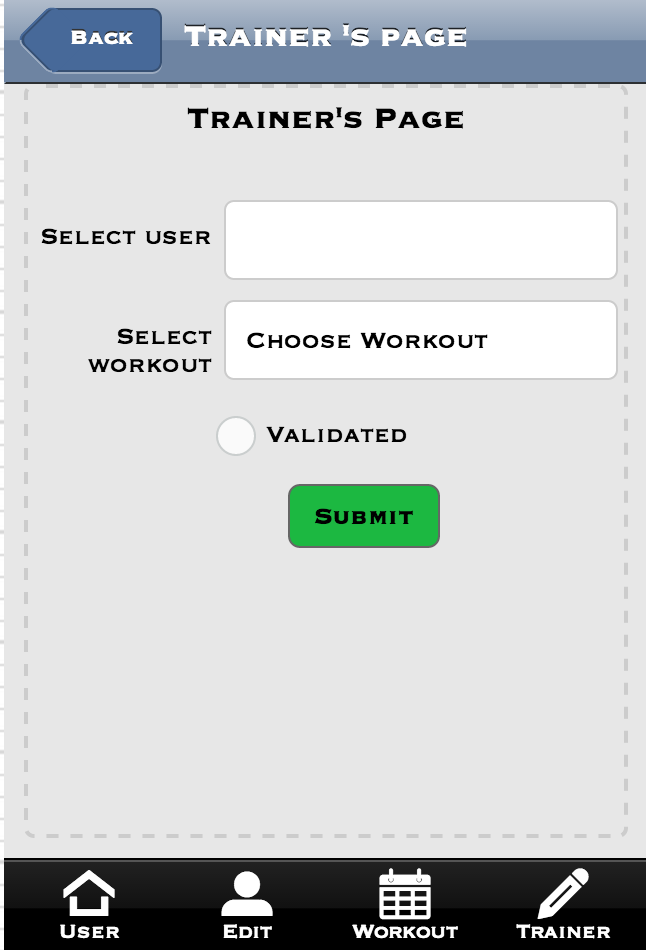 Back
Trainer 's page
Trainer's Page
Select user
Select
workout
Choose Workout
Validated
Submit
User
Edit
Workout
Trainer